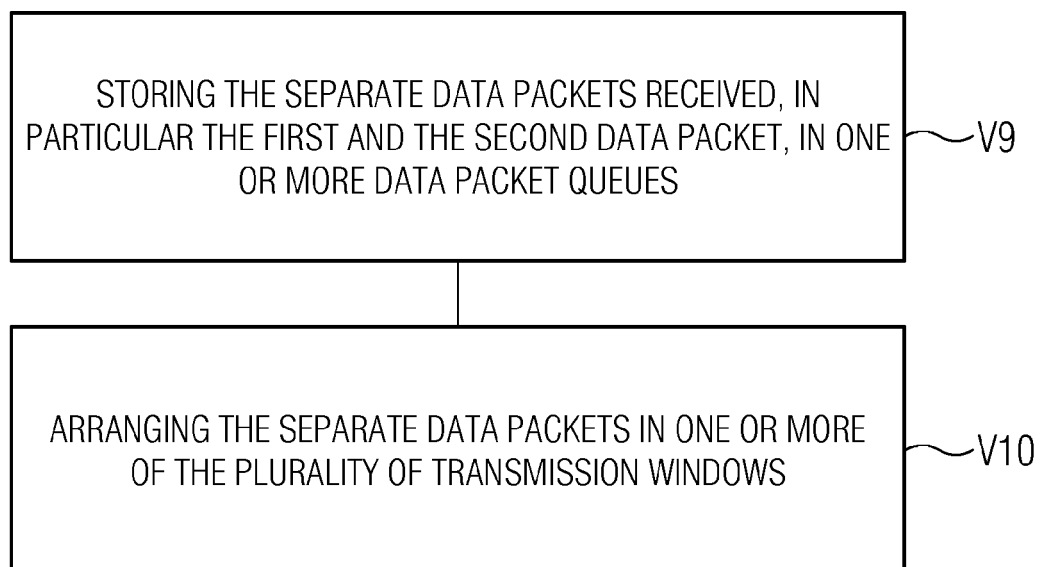 STORING THE SEPARATE DATA PACKETS RECEIVED, IN
PARTICULAR THE FIRST AND THE SECOND DATA PACKET, IN ONE
OR MORE DATA PACKET QUEUES
V9
ARRANGING THE SEPARATE DATA PACKETS IN ONE OR MORE
OF THE PLURALITY OF TRANSMISSION WINDOWS
V10